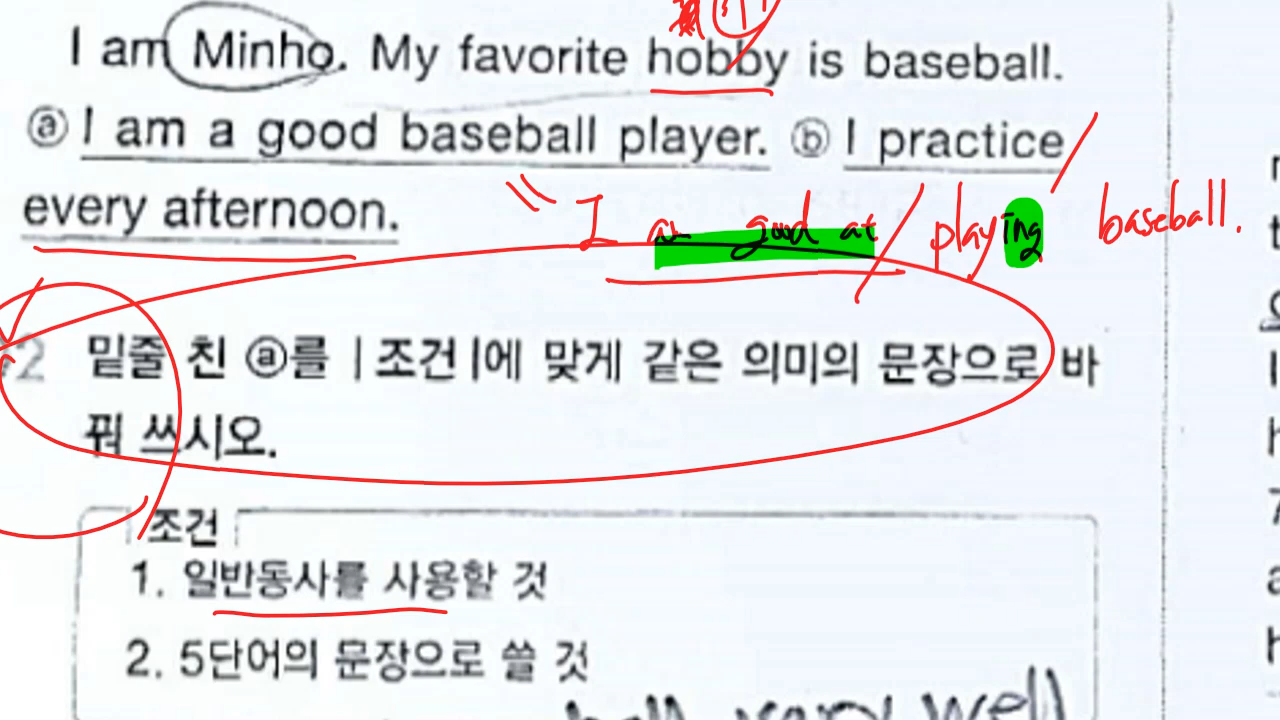 I am Minho. My favorite hobby is baseball.
ⓐ I am a good baseball player. ⓑ I practice
every afternoon.
I am good at playing baseball.
2 밑줄 친 ⓐ를 |조건|에 맞게 같은 의미의 문장으로 바
꿔 쓰시오.
조건
1. 일반동사를 사용할 것
2. 5단어의 문장으로 쓸 것
very well